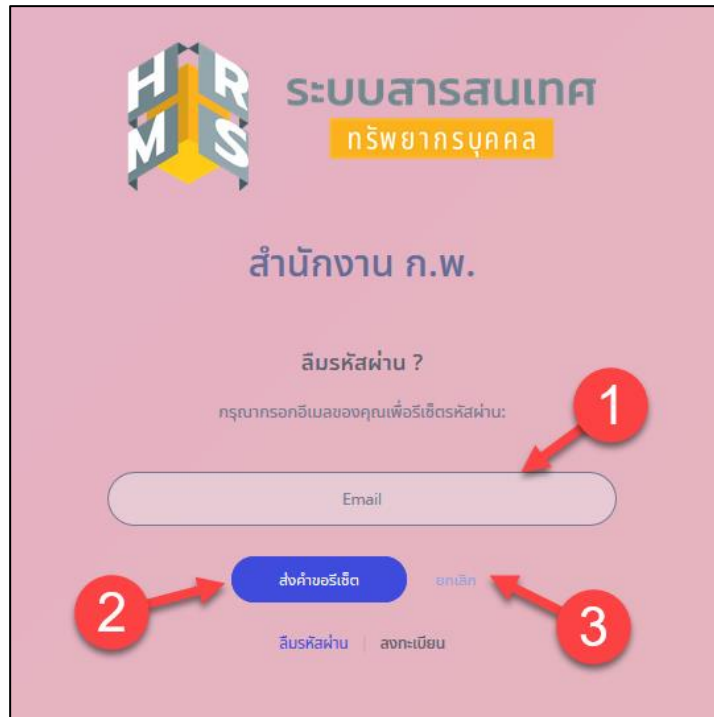 HR
MS
ระบบสารสนเทศ
ทรัพยากรบุคคล
สำนักงาน ก.พ.
ลืมรหัสผ่าน ?
กรุณากรอกอีเมลของคุณเพื่อรีเซ็ตรหัสผ่าน:
1
Email
2
ส่งคำขอรีเซ็ต ยกเลิก
3
ลืมรหัสผ่าน | ลงทะเบียน